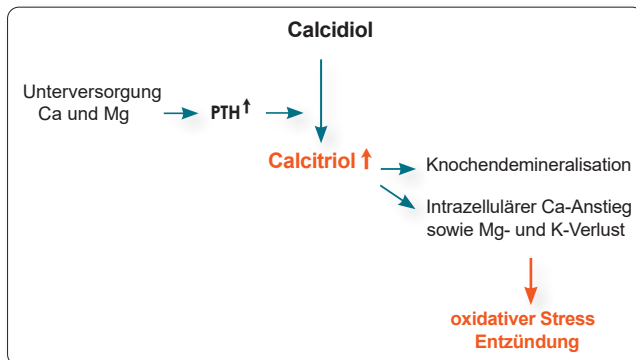 Calcidiol
Unterversorgung
Ca und Mg
PTH↑
Calcitriol↑
Knochendemineralisation
Intrazellulärer Ca-Anstieg
sowie Mg- und K-Verlust
oxidativer Stress
Entzündung